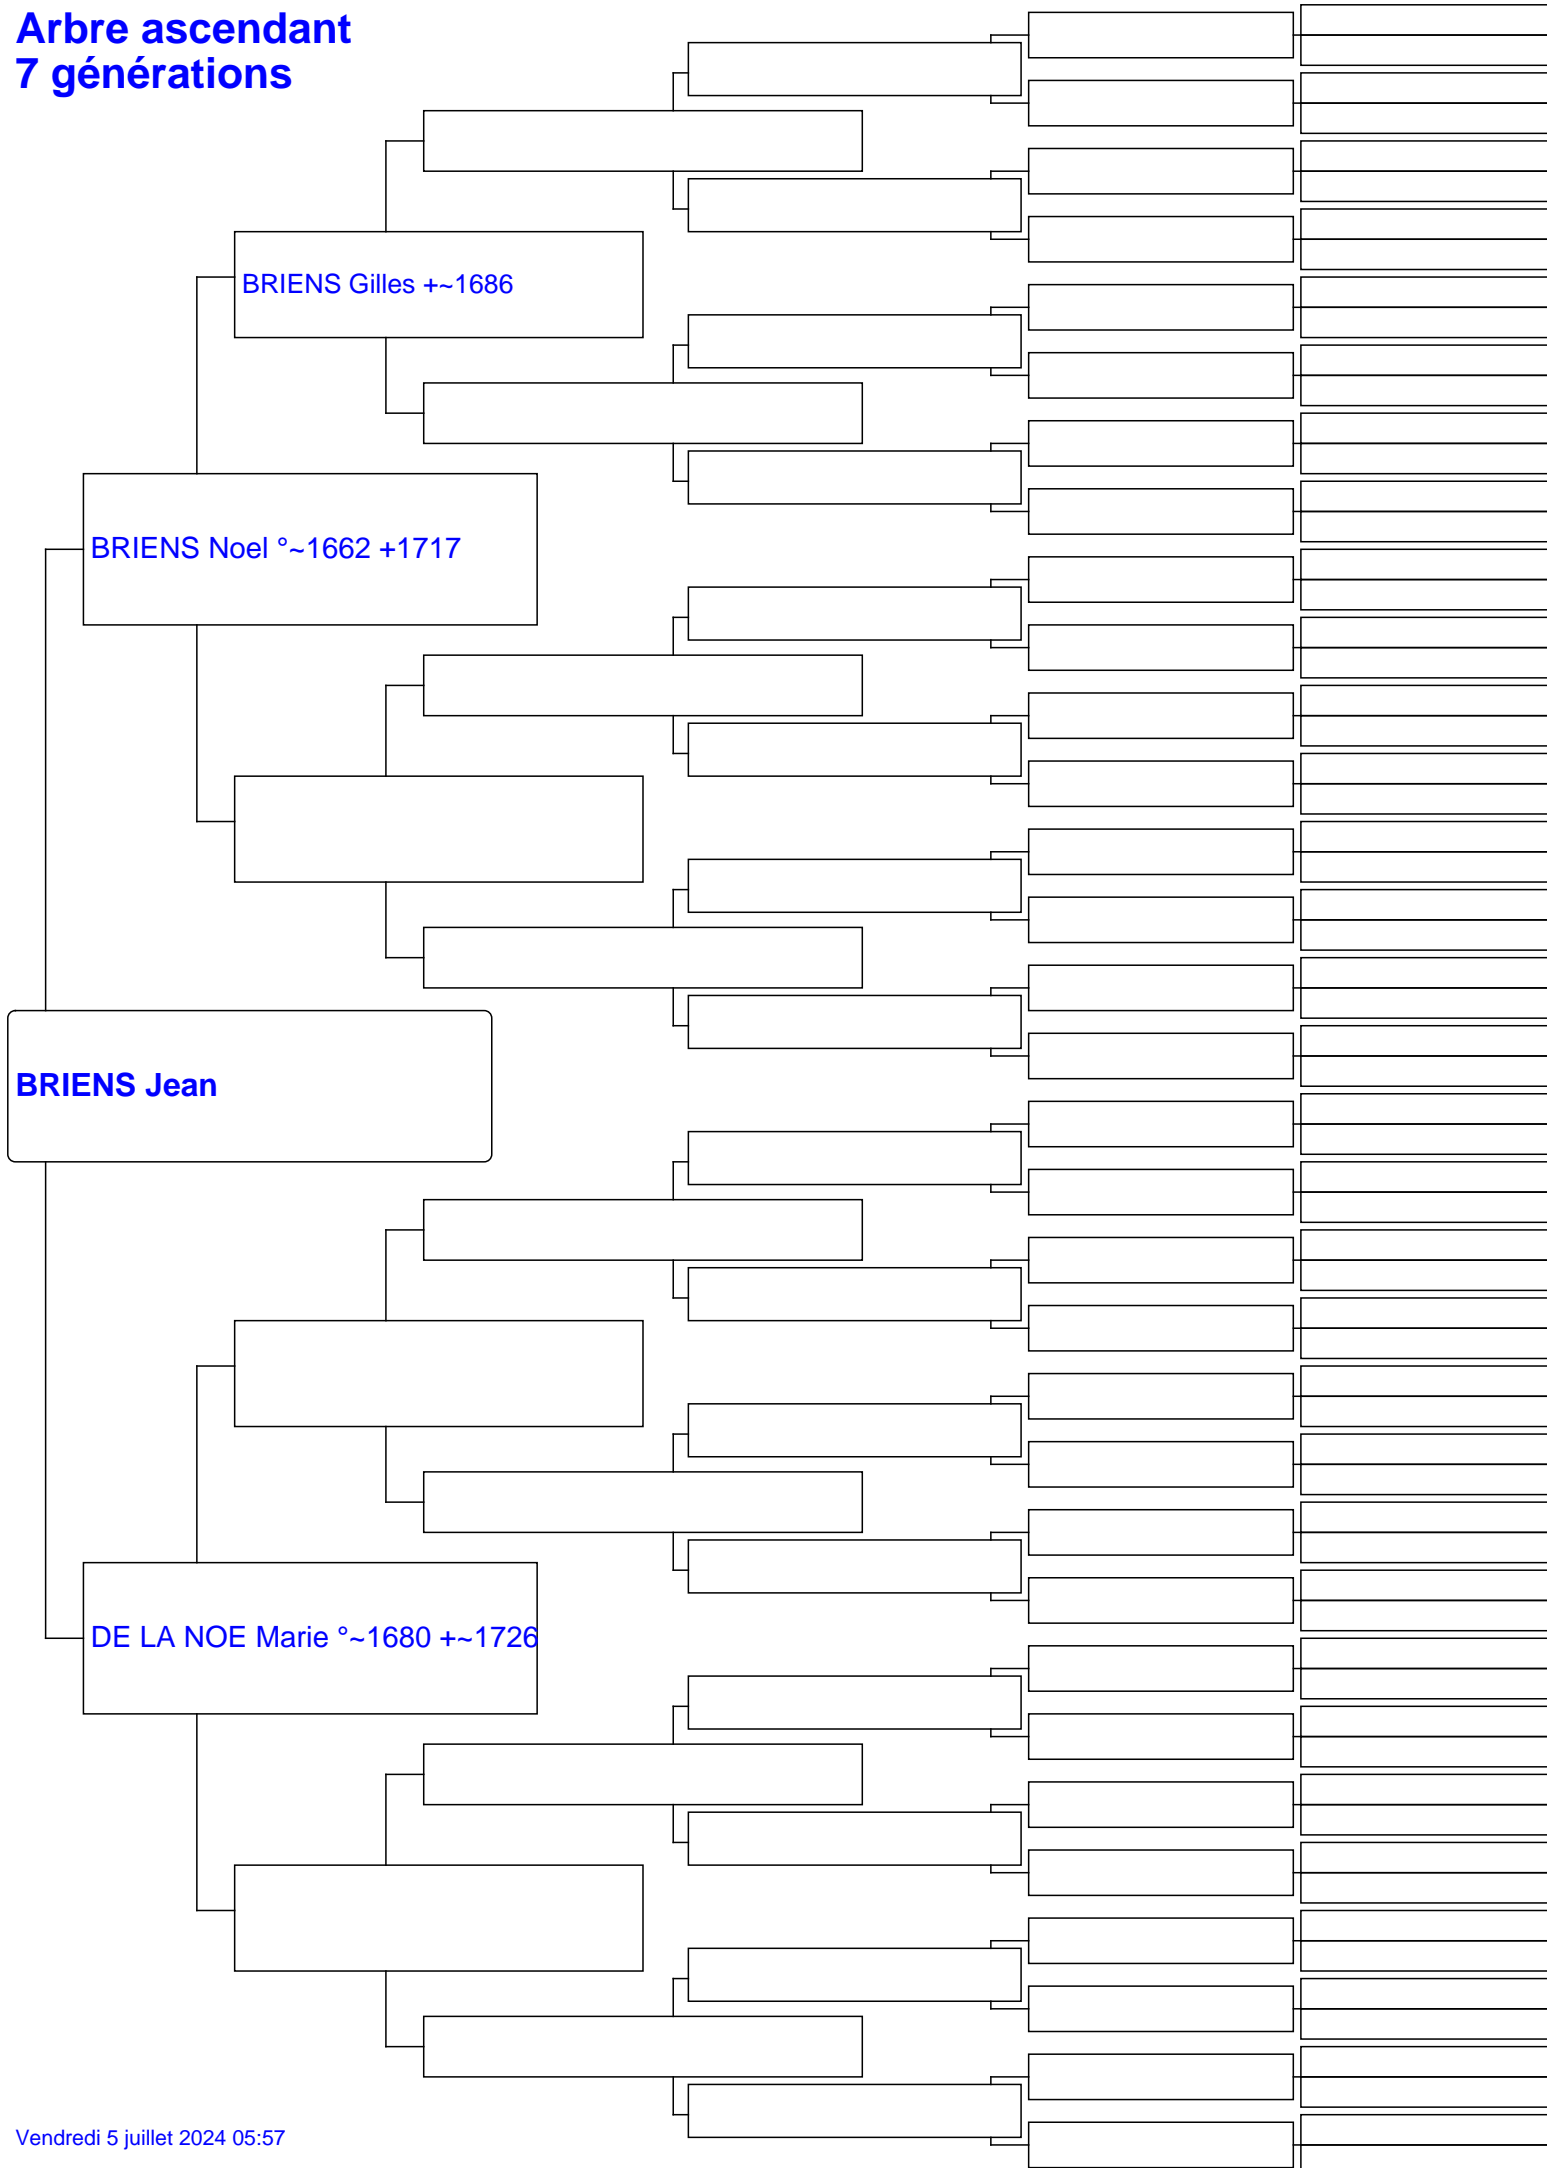 Arbre ascendant
7 générations
BRIENS Gilles +~1686
BRIENS Noel °~1662 +1717
BRIENS Jean
DE LA NOE Marie °~1680 +~1726
Vendredi 5 juillet 2024 05:57